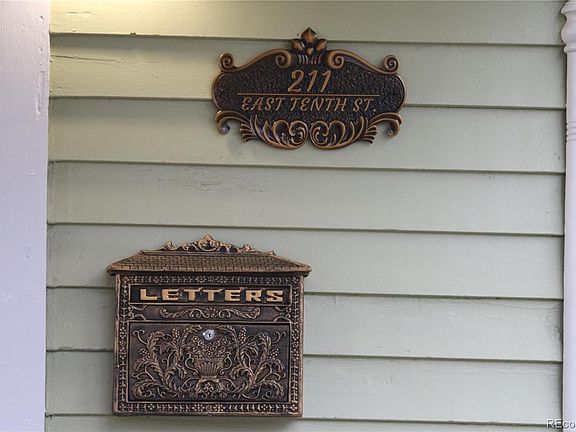 211
EAST TENTH ST.
LETTERS
REco